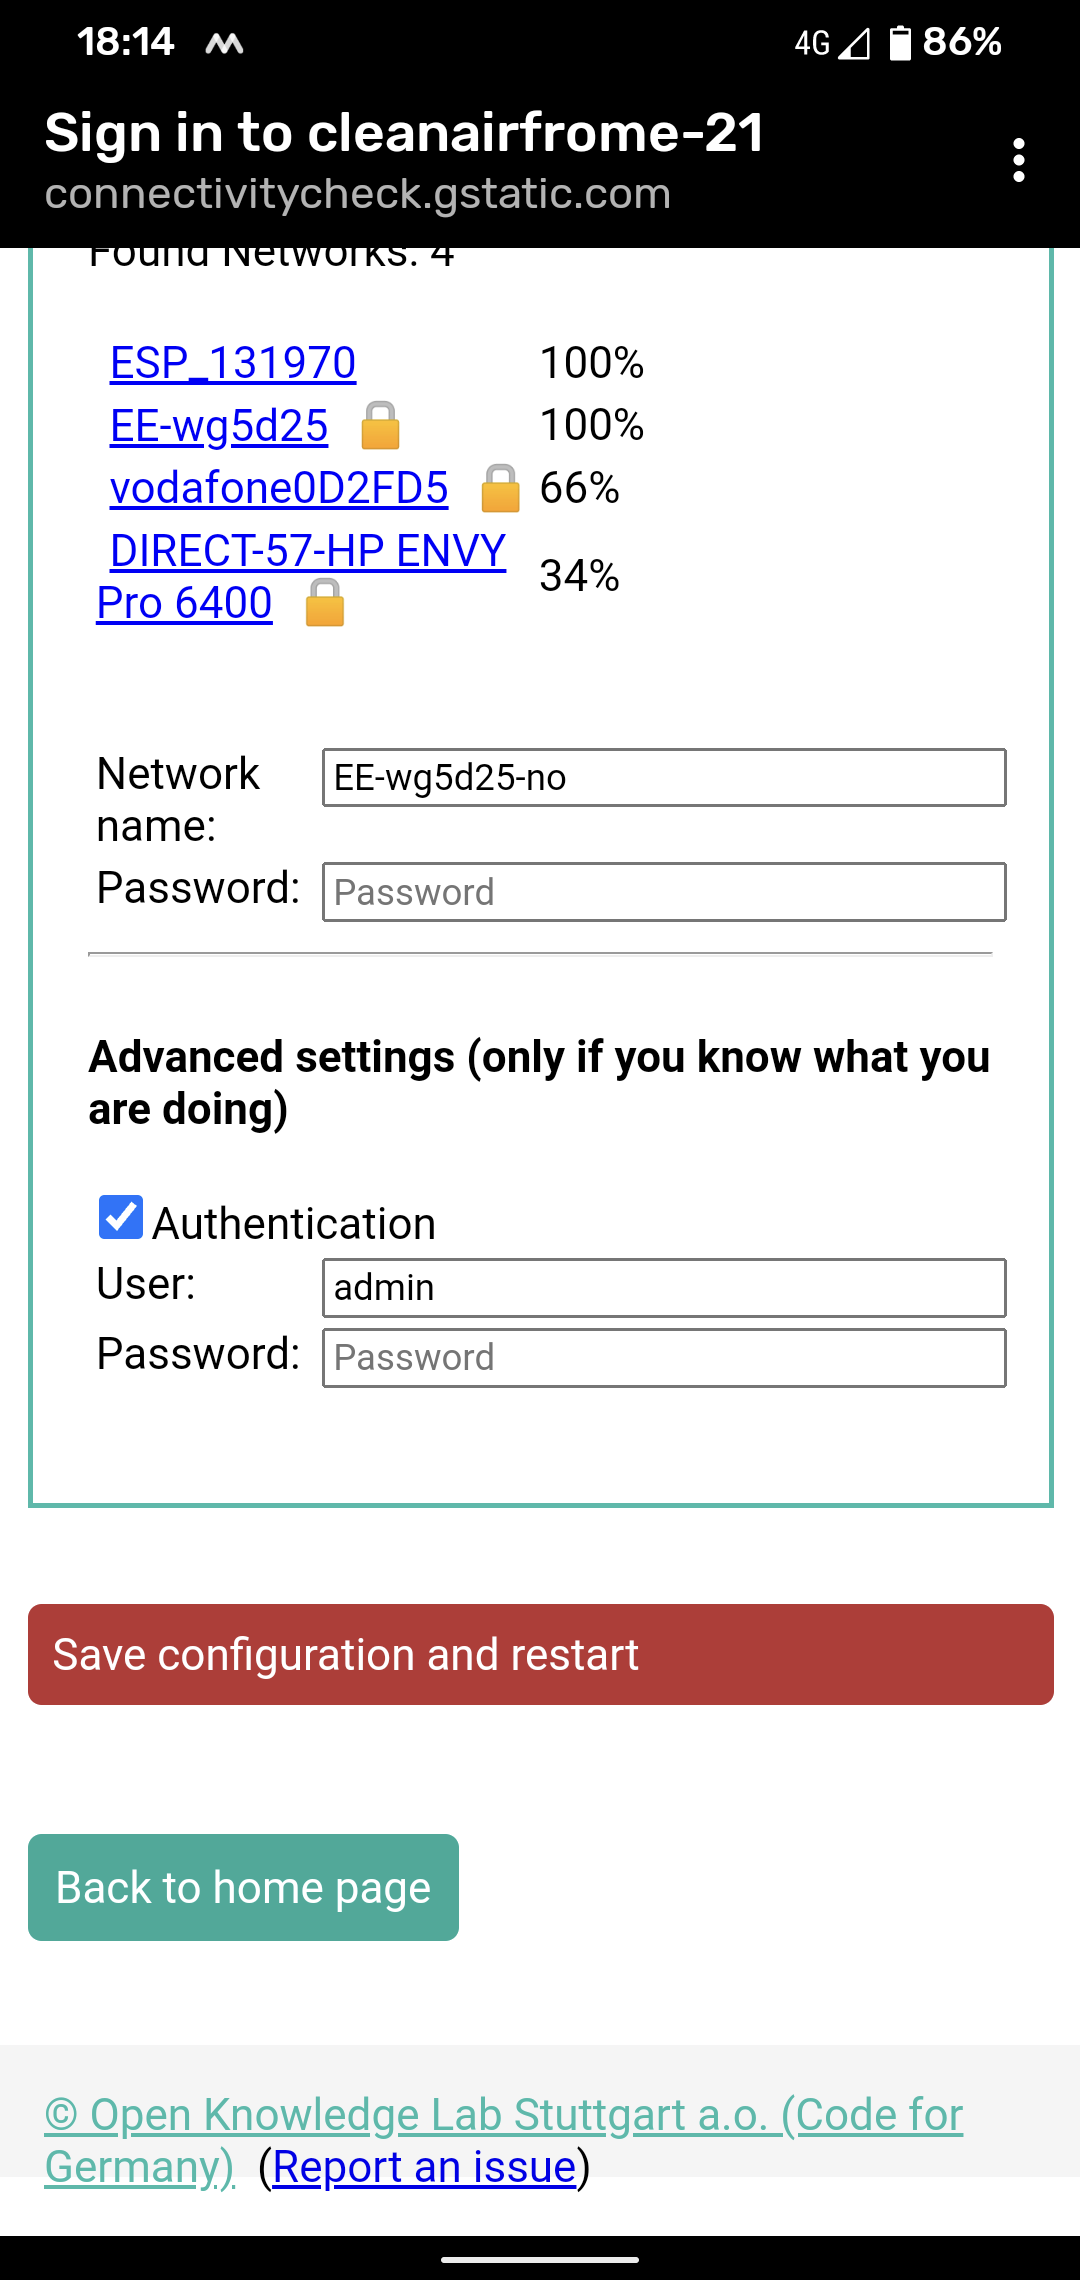 18:14
4G
86%
Sign in to cleanairfrome-21
connectivitycheck.gstatic.com
Found Networks: 4
ESP_131970 100%
EE-wg5d25 100%
vodafone0D2FD5 66%
DIRECT-57-HP ENVY
Pro 6400
34%
Network
name:
EE-wg5d25-no
Password: Password
Advanced settings (only if you know what you
are doing)
Authentication
User: admin
Password: Password
Save configuration and restart
Back to home page
© Open Knowledge Lab Stuttgart a.o. (Code for
Germany) (Report an issue)